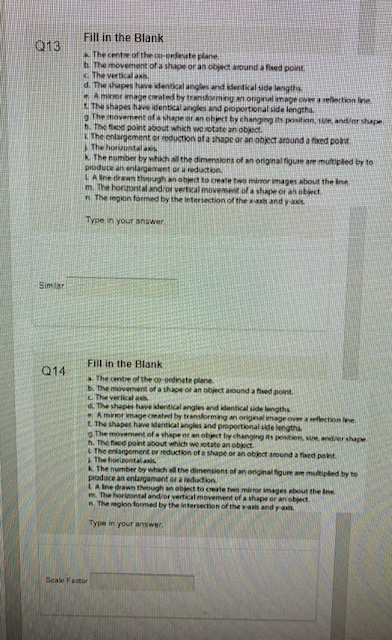 Q13
Fill in the Blank
a. The centre of the co-ordinate plane.
b. The movement of a shape or an object around a fixed point.
c. The vertical axis.
d. The shapes have identical angles and identical side lengths.
e. A mirror image created by transforming an original image over a reflection line.
f. The shapes have identical angles and proportional side lengths.
g. The movement of a shape or an object by changing its position, size, and/or shape.
h. The fixed point about which we rotate an object.
i. The enlargement or reduction of a shape or an object around a fixed point.
j. The horizontal axis.
k. The number by which all the dimensions of an original figure are multiplied by to
produce an enlargement or a reduction.
l. A line drawn through an object to create two mirror images about the line.
m. The horizontal and/or vertical movement of a shape or an object.
n. The region formed by the intersection of the x-axis and y-axis.
Type in your answer.
Similar
Q14
Fill in the Blank
a. The centre of the co-ordinate plane.
b. The movement of a shape or an object around a fixed point.
c. The vertical axis.
d. The shapes have identical angles and identical side lengths.
e. A mirror image created by transforming an original image over a reflection line.
f. The shapes have identical angles and proportional side lengths.
g. The movement of a shape or an object by changing its position, size, and/or shape.
h. The fixed point about which we rotate an object.
i. The enlargement or reduction of a shape or an object around a fixed point.
j. The horizontal axis.
k. The number by which all the dimensions of an original figure are multiplied by to
produce an enlargement or a reduction.
l. A line drawn through an object to create two mirror images about the line.
m. The horizontal and/or vertical movement of a shape or an object.
n. The region formed by the intersection of the x-axis and y-axis.
Type in your answer.
Scale Factor